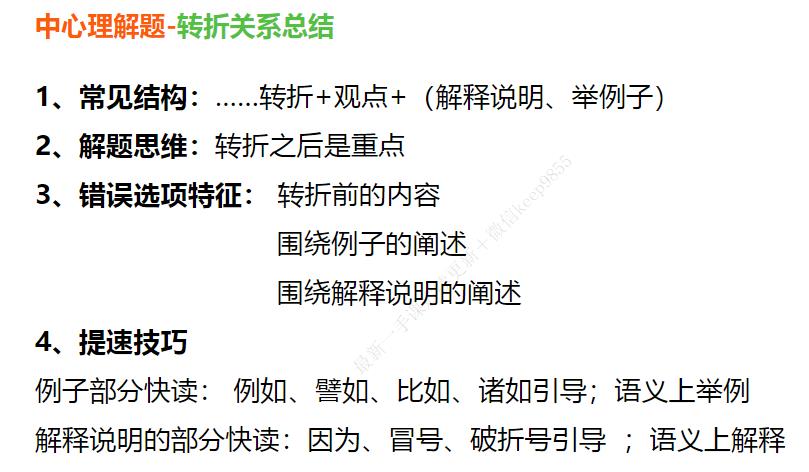 中心理解题-转折关系总结
1、常见结构：......转折+观点+（解释说明、举例子）
2、解题思维：转折之后是重点
3、错误选项特征： 转折前的内容
围绕例子的阐述
围绕解释说明的阐述
4、提速技巧
例子部分快读： 例如、譬如、比如、诸如引导；语义上举例
解释说明的部分快读：因为、冒号、破折号引导 ；语义上解释
最新一手课 更新+微信keep9855